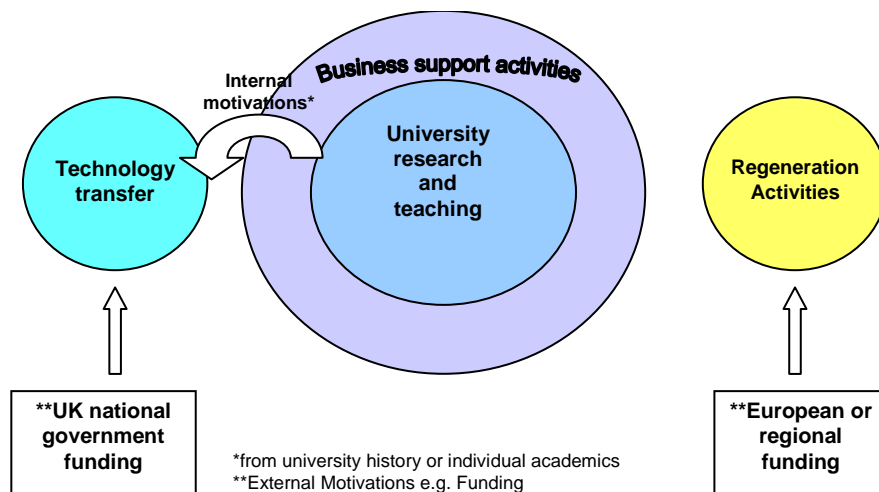 Business support activities
Internal
motivations*
University
research
and
teaching
Technology
transfer
Regeneration
Activities
**UK national
government
funding
**European or
regional
funding
*from university history or individual academics
**External Motivations e.g. Funding